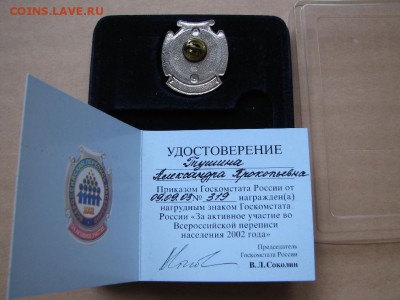 COINS.LAVE.RU
УДОСТОВЕРЕНИЕ
Тушина
Александра Прокопьевна
Приказом Госкомстата России от
09.09.03 № 319 награжден(а)
нагрудным знаком Госкомстата
России «За активное участие во
Всероссийской переписи
населения 2002 года»
Председатель
Госкомстата России
В. Л. Соколин